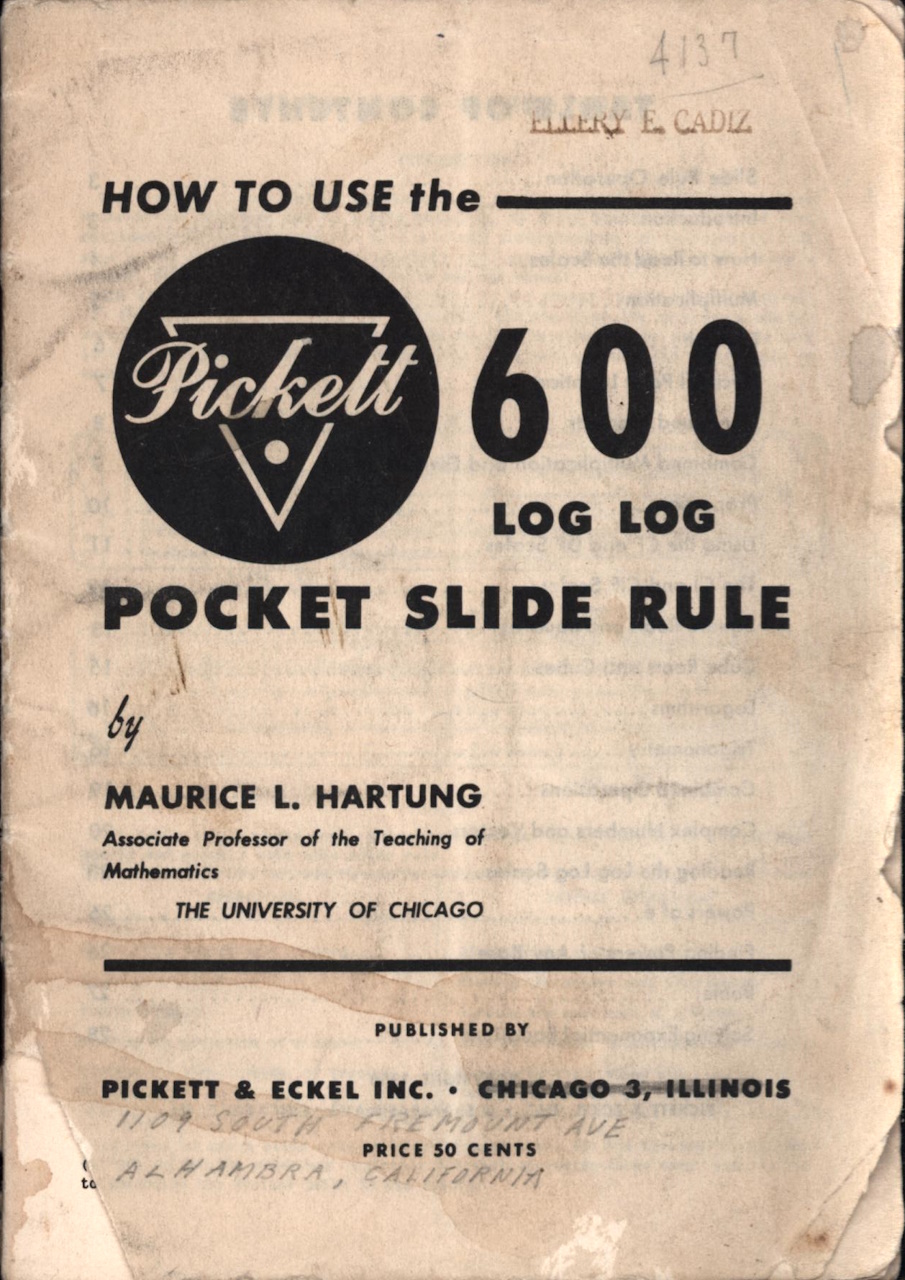 4137
ELLERY E. CADIZ
HOW TO USE the
Pickett
600
LOG LOG
POCKET SLIDE RULE
by
MAURICE L. HARTUNG
Associate Professor of the Teaching of
Mathematics
THE UNIVERSITY OF CHICAGO
PUBLISHED BY
PICKETT & ECKEL INC. • CHICAGO 3, ILLINOIS
1109 SOUTH FREMOUNT AVE
PRICE 50 CENTS
ALHAMBRA, CALIFORNIA